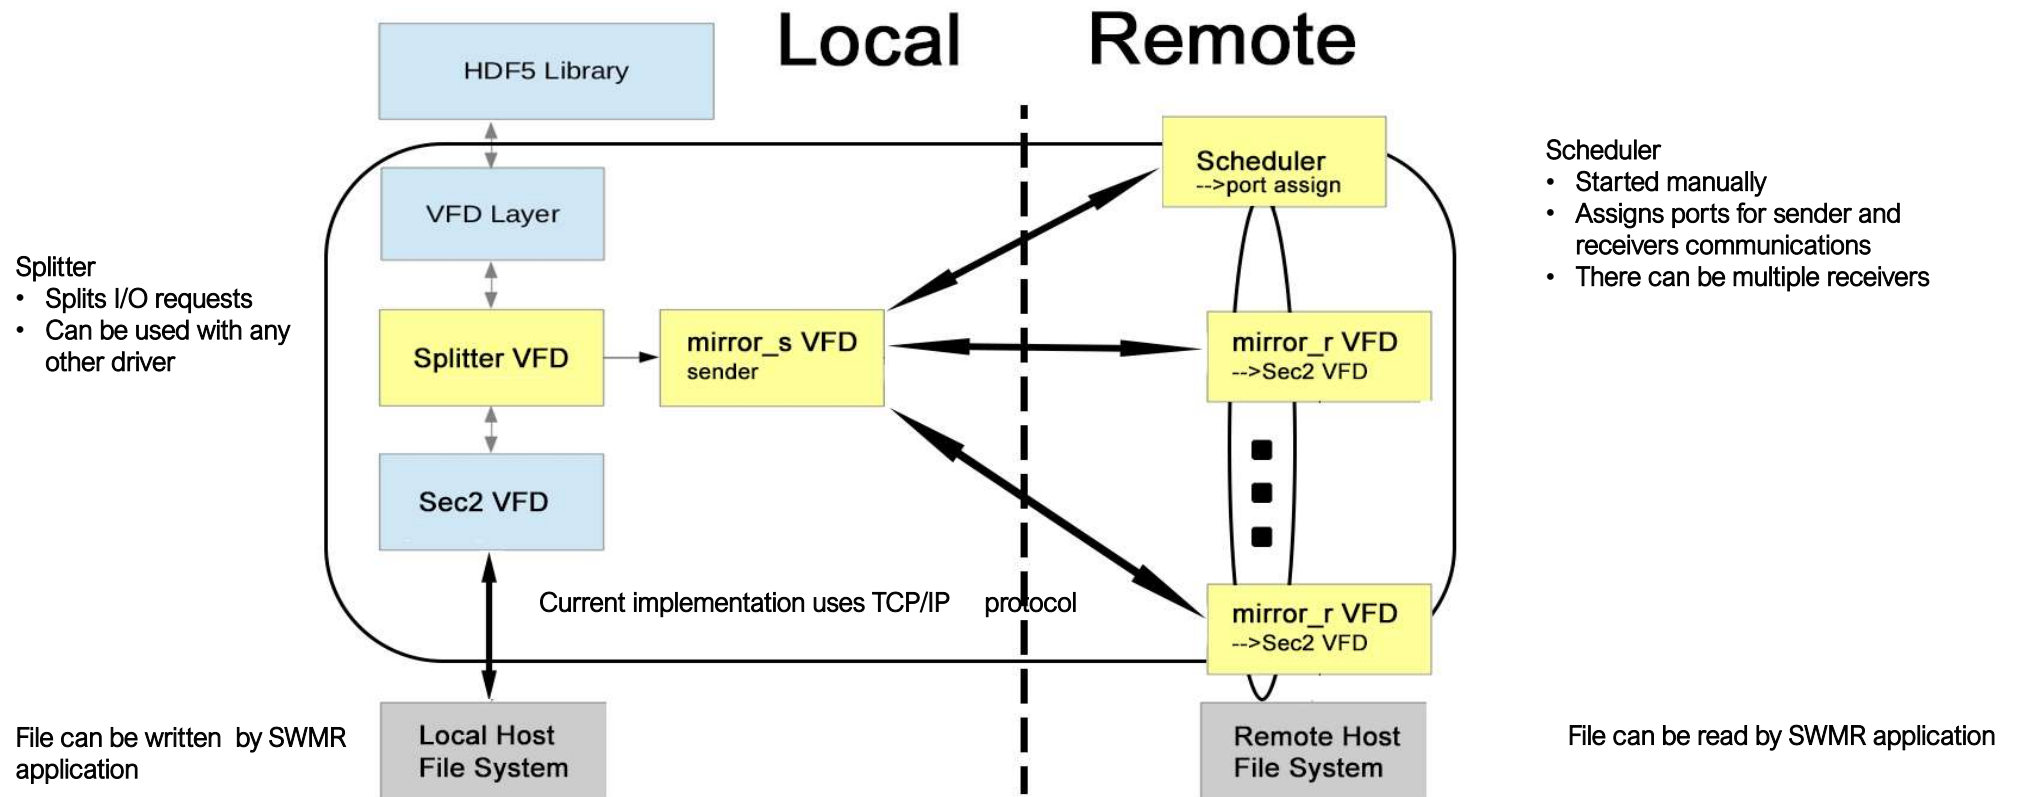 Local Remote
HDF5 Library
Scheduler
-->port assign
Scheduler
• Started manually
• Assigns ports for sender and
receivers communications
• There can be multiple receivers
VFD Layer
Splitter
• Splits I/O requests
• Can be used with any
other driver
Splitter VFD
mirror_s VFD
sender
mirror_r VFD
-->Sec2 VFD
Sec2 VFD
Current implementation uses TCP/IP protocol
mirror_r VFD
-->Sec2 VFD
File can be written by SWMR
application
Local Host
File System
Remote Host
File System
File can be read by SWMR application